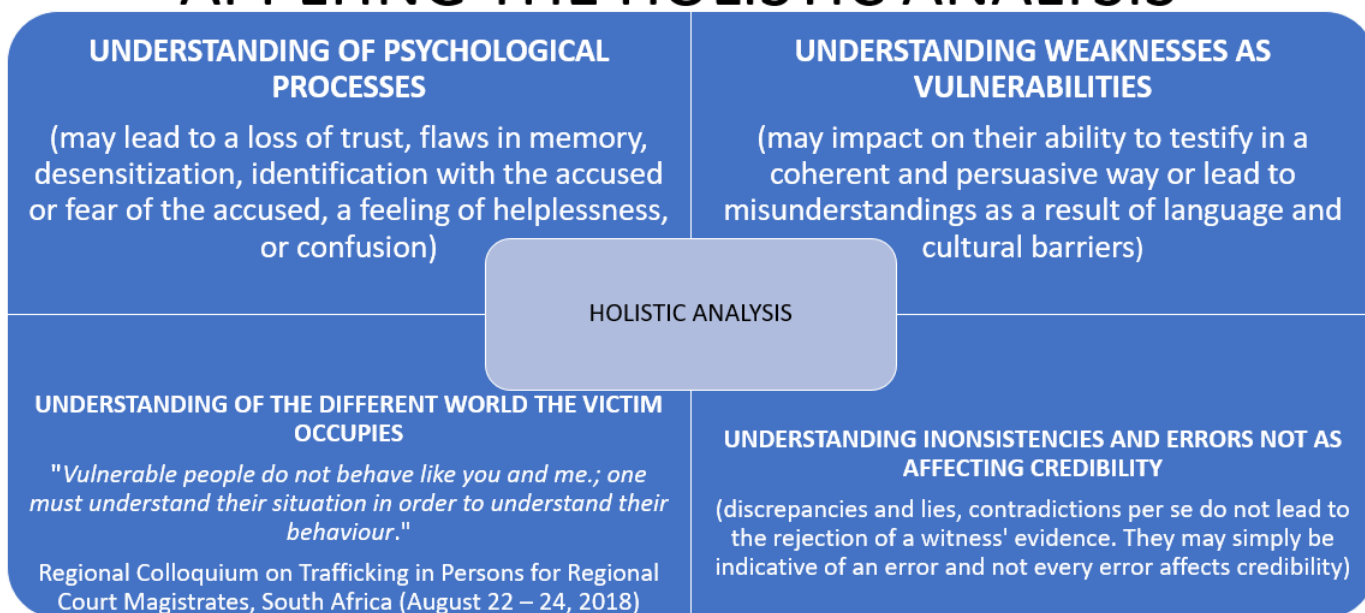 APPLYING THE HOLISTIC ANALYSIS
UNDERSTANDING OF PSYCHOLOGICAL
PROCESSES
(may lead to a loss of trust, flaws in memory,
desensitization, identification with the accused
or fear of the accused, a feeling of helplessness,
or confusion)
UNDERSTANDING WEAKNESSES AS
VULNERABILITIES
(may impact on their ability to testify in a
coherent and persuasive way or lead to
misunderstandings as a result of language and
cultural barriers)
HOLISTIC ANALYSIS
UNDERSTANDING OF THE DIFFERENT WORLD THE VICTIM
OCCUPIES
"Vulnerable people do not behave like you and me.; one
must understand their situation in order to understand their
behaviour."
Regional Colloquium on Trafficking in Persons for Regional
Court Magistrates, South Africa (August 22 – 24, 2018)
UNDERSTANDING INONSISTENCIES AND ERRORS NOT AS
AFFECTING CREDIBILITY
(discrepancies and lies, contradictions per se do not lead to
the rejection of a witness' evidence. They may simply be
indicative of an error and not every error affects credibility)